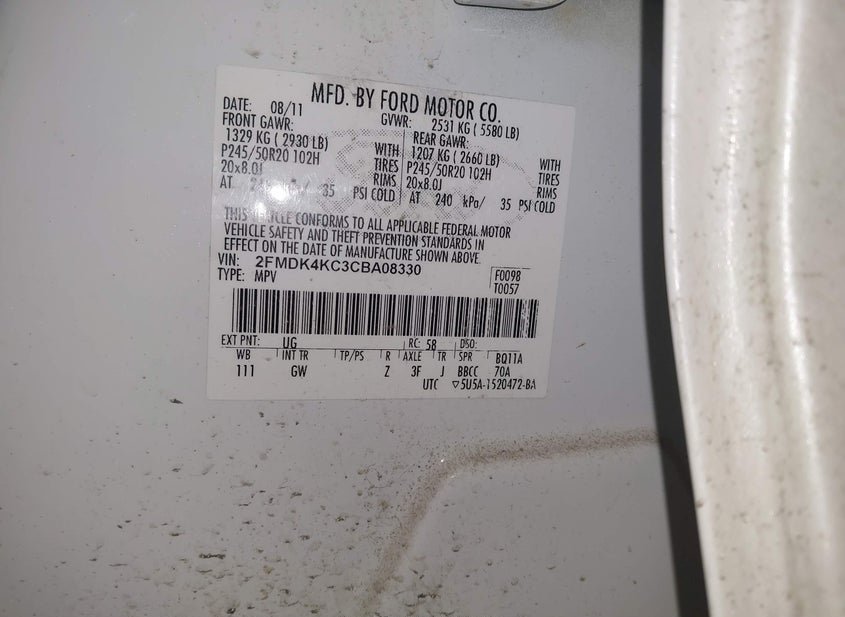 MFD. BY FORD MOTOR CO.
DATE: 08/11 GVWR: 2531 KG ( 5580 LB)
FRONT GAWR: REAR GAWR:
1329 KG ( 2930 LB) WITH 1207 KG ( 2660 LB) WITH
P245/50R20 102H TIRES P245/50R20 102H TIRES
20x8.0J RIMS 20x8.0J RIMS
AT kPa/ 35 PSI COLD AT 240 kPa/ 35 PSI COLD
THIS VEHICLE CONFORMS TO ALL APPLICABLE FEDERAL MOTOR
VEHICLE SAFETY AND THEFT PREVENTION STANDARDS IN
EFFECT ON THE DATE OF MANUFACTURE SHOWN ABOVE.
VIN: 2FMDK4KC3CBA08330
TYPE: MPV
F0098
T0057
EXT PNT: UG RC: 58 DSO:
WB INT TR TP/PS R AXLE TR SPR BQ11A
111 GW Z 3F J BBCC 70A
UTC ▽5U5A-1520472-BA